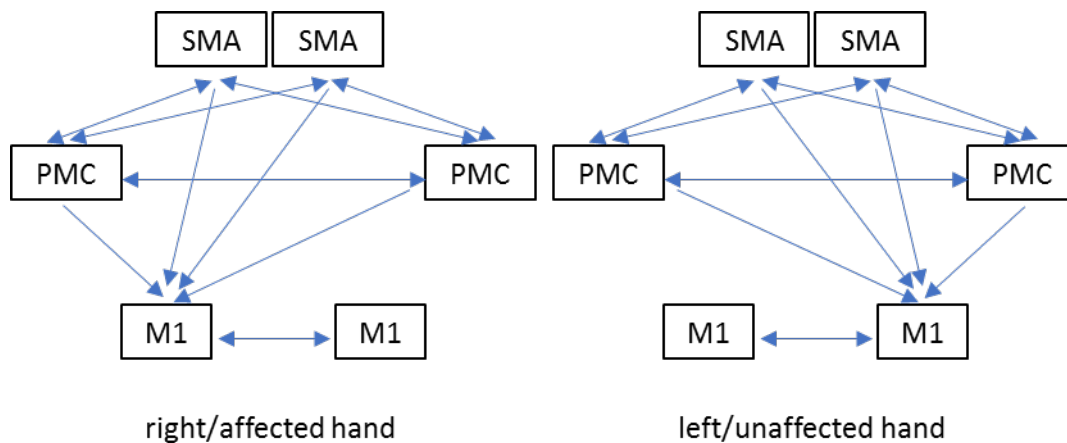 SMA SMA SMA SMA
PMC PMC PMC PMC
M1 M1 M1 M1
right/affected hand left/unaffected hand